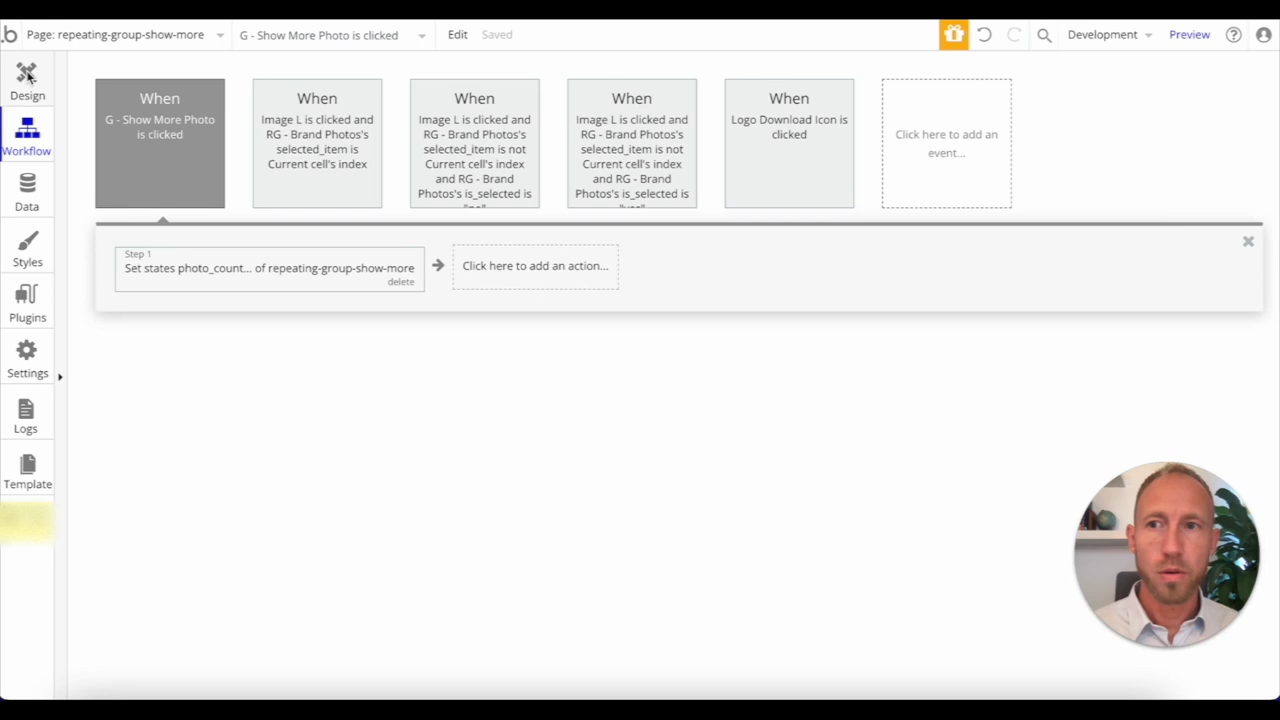 .b
Page: repeating-group-show-more
G - Show More Photo is clicked
Edit
Saved
Development
Preview
Design
Workflow
Data
Styles
Plugins
Settings
Logs
Template
When
G - Show More Photo
is clicked
When
Image L is clicked and
RG - Brand Photos's
selected_item is
Current cell's index
When
Image L is clicked and
RG - Brand Photos's
selected_item is not
Current cell's index
and RG - Brand
Photos's is_selected is
"no"
When
Image L is clicked and
RG - Brand Photos's
selected_item is not
Current cell's index
and RG - Brand
Photos's is_selected is
When
Logo Download Icon is
clicked
Click here to add an
event...
Step 1
Set states photo_count... of repeating-group-show-more
delete
Click here to add an action...